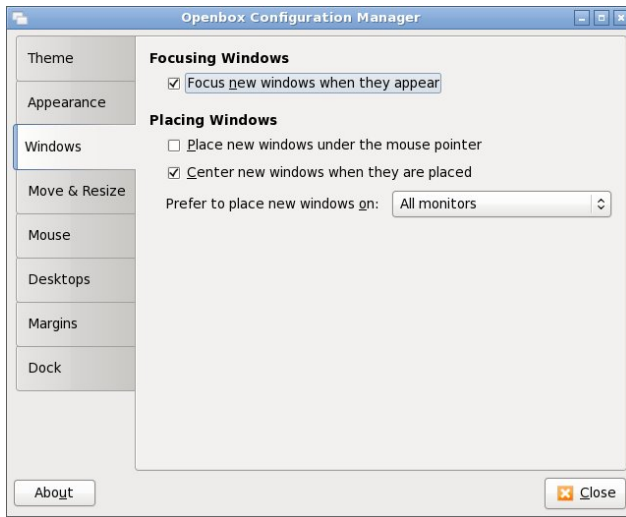 Openbox Configuration Manager
Theme
Appearance
Windows
Move & Resize
Mouse
Desktops
Margins
Dock
Focusing Windows
Focus new windows when they appear
Placing Windows
Place new windows under the mouse pointer
Center new windows when they are placed
Prefer to place new windows on: All monitors
About
Close